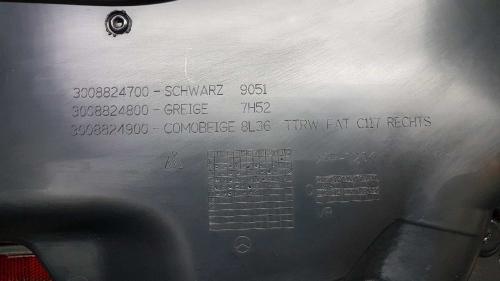 3008824700-SCHWARZ 9051
3008824800-GREIGE 7H52
3008824900-COMOBEIGE 8L36 TTRW FAT C117 RECHTS